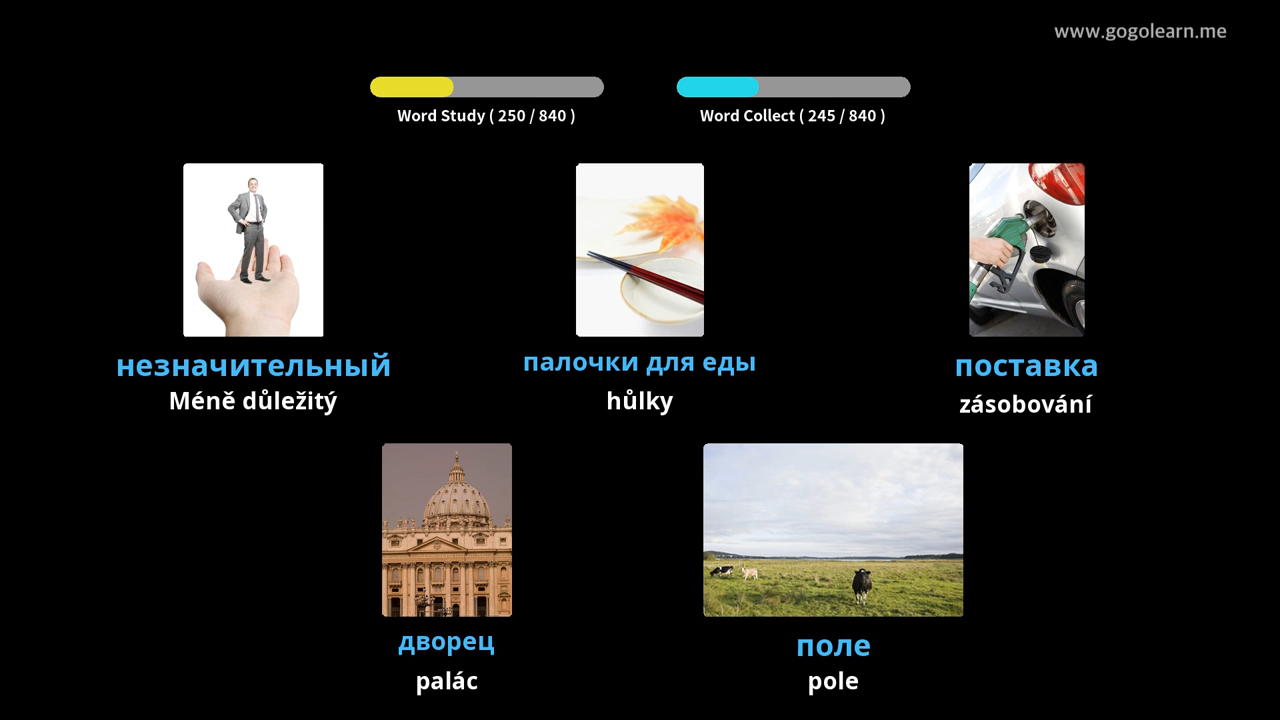 www.gogolearn.me
Word Study ( 250 / 840 )
Word Collect ( 245 / 840 )
незначительный
Méně důležitý
палочки для еды
hůlky
поставка
zásobování
дворец
palác
поле
pole